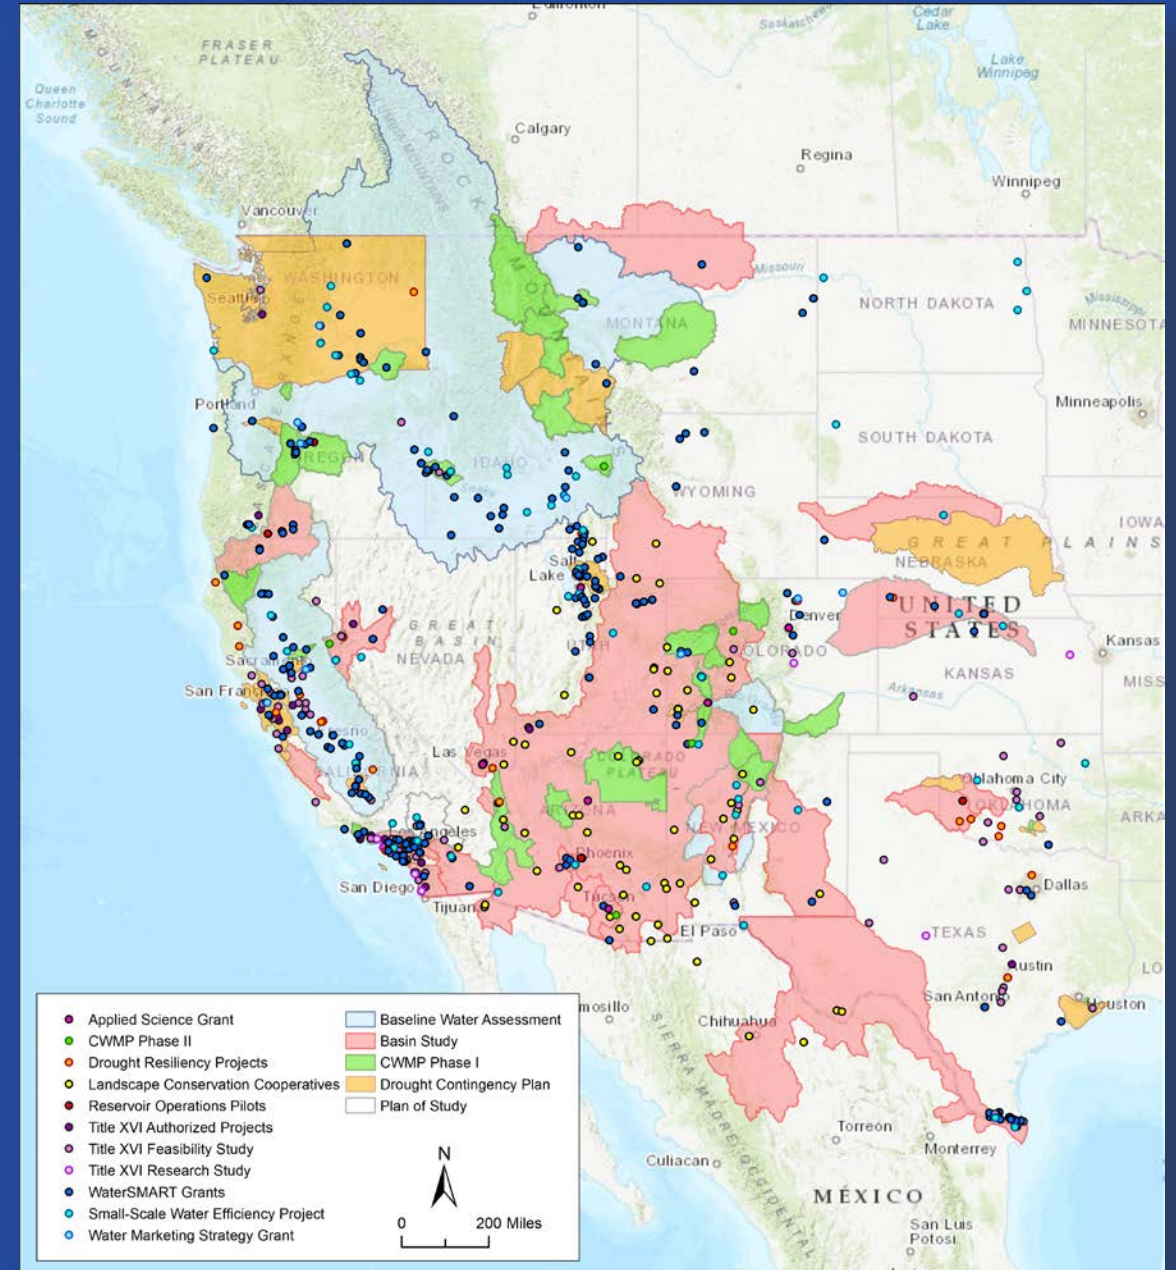 Edmonton
Saskatchewan
Cedar
Lake
FRASER
PLATEAU
Lake
Winnipeg
Queen
Charlotte
Sound
Calgary
Regina
Winnipeg
Vancouver
Missouri
WASHINGTON
Seattle
NORTH DAKOTA
Mississippi
MONTANA
MINNESOTA
Portland
Minneapolis
SOUTH DAKOTA
OREGON
IDAHO
Snake
WYOMING
IOWA
GREAT PLAINS
NEBRASKA
Salt
Lake
UNITED
STATES
Denver
GREAT
BASIN
NEVADA
UTAH
COLORADO
Kansas
Sacramento
San Francisco
KANSAS
MISS
Arkansas
Fresno
Las Vegas
COLORADO
PLATEAU
CALIFORNIA
Oklahoma City
OKLAHOMA
ARIZONA
NEW MEXICO
ARKA
Los Angeles
Phoenix
San Diego
Dallas
Tijuana
Tucson
El Paso
TEXAS
Austin
LO
San Antonio
Houston
mosillo
Chihuahua
SIERRA MADRE OCCIDENTAL
Torreón
Monterrey
Culiacan
MÉXICO
San Luis
Potosi
Applied Science Grant
CWMP Phase II
Drought Resiliency Projects
Landscape Conservation Cooperatives
Reservoir Operations Pilots
Title XVI Authorized Projects
Title XVI Feasibility Study
Title XVI Research Study
WaterSMART Grants
Small-Scale Water Efficiency Project
Water Marketing Strategy Grant
Baseline Water Assessment
Basin Study
CWMP Phase I
Drought Contingency Plan
Plan of Study
N
0 200 Miles